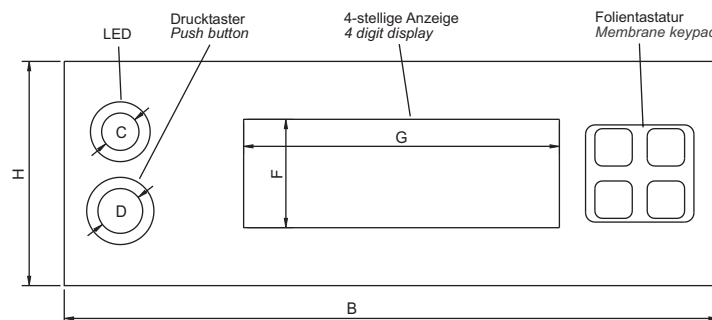 LED
Drucktaster
Push button
4-stellige Anzeige
4 digit display
Folientastatur
Membrane keypad
C
G
H
F
D
B